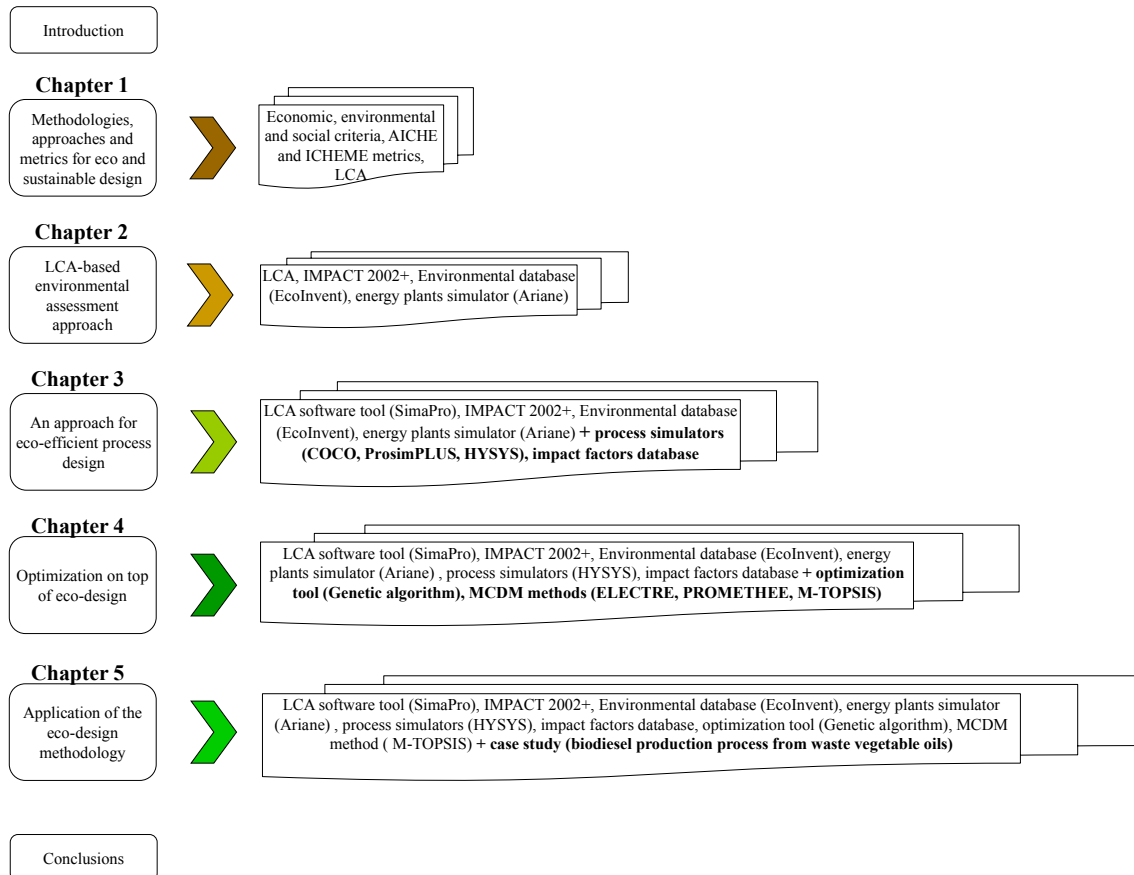 Introduction
Chapter 1
Methodologies,
approaches and
metrics for eco and
sustainable design
Economic, environmental
and social criteria, AICHE
and ICHEME metrics,
LCA
Chapter 2
LCA-based
environmental
assessment
approach
LCA, IMPACT 2002+, Environmental database
(EcoInvent), energy plants simulator (Ariane)
Chapter 3
An approach for
eco-efficient process
design
LCA software tool (SimaPro), IMPACT 2002+, Environmental database
(EcoInvent), energy plants simulator (Ariane) + process simulators
(COCO, ProsimPLUS, HYSYS), impact factors database
Chapter 4
Optimization on top
of eco-design
LCA software tool (SimaPro), IMPACT 2002+, Environmental database (EcoInvent), energy
plants simulator (Ariane) , process simulators (HYSYS), impact factors database + optimization
tool (Genetic algorithm), MCDM methods (ELECTRE, PROMETHEE, M-TOPSIS)
Chapter 5
Application of the
eco-design
methodology
LCA software tool (SimaPro), IMPACT 2002+, Environmental database (EcoInvent), energy plants simulator
(Ariane) , process simulators (HYSYS), impact factors database, optimization tool (Genetic algorithm), MCDM
method ( M-TOPSIS) + case study (biodiesel production process from waste vegetable oils)
Conclusions